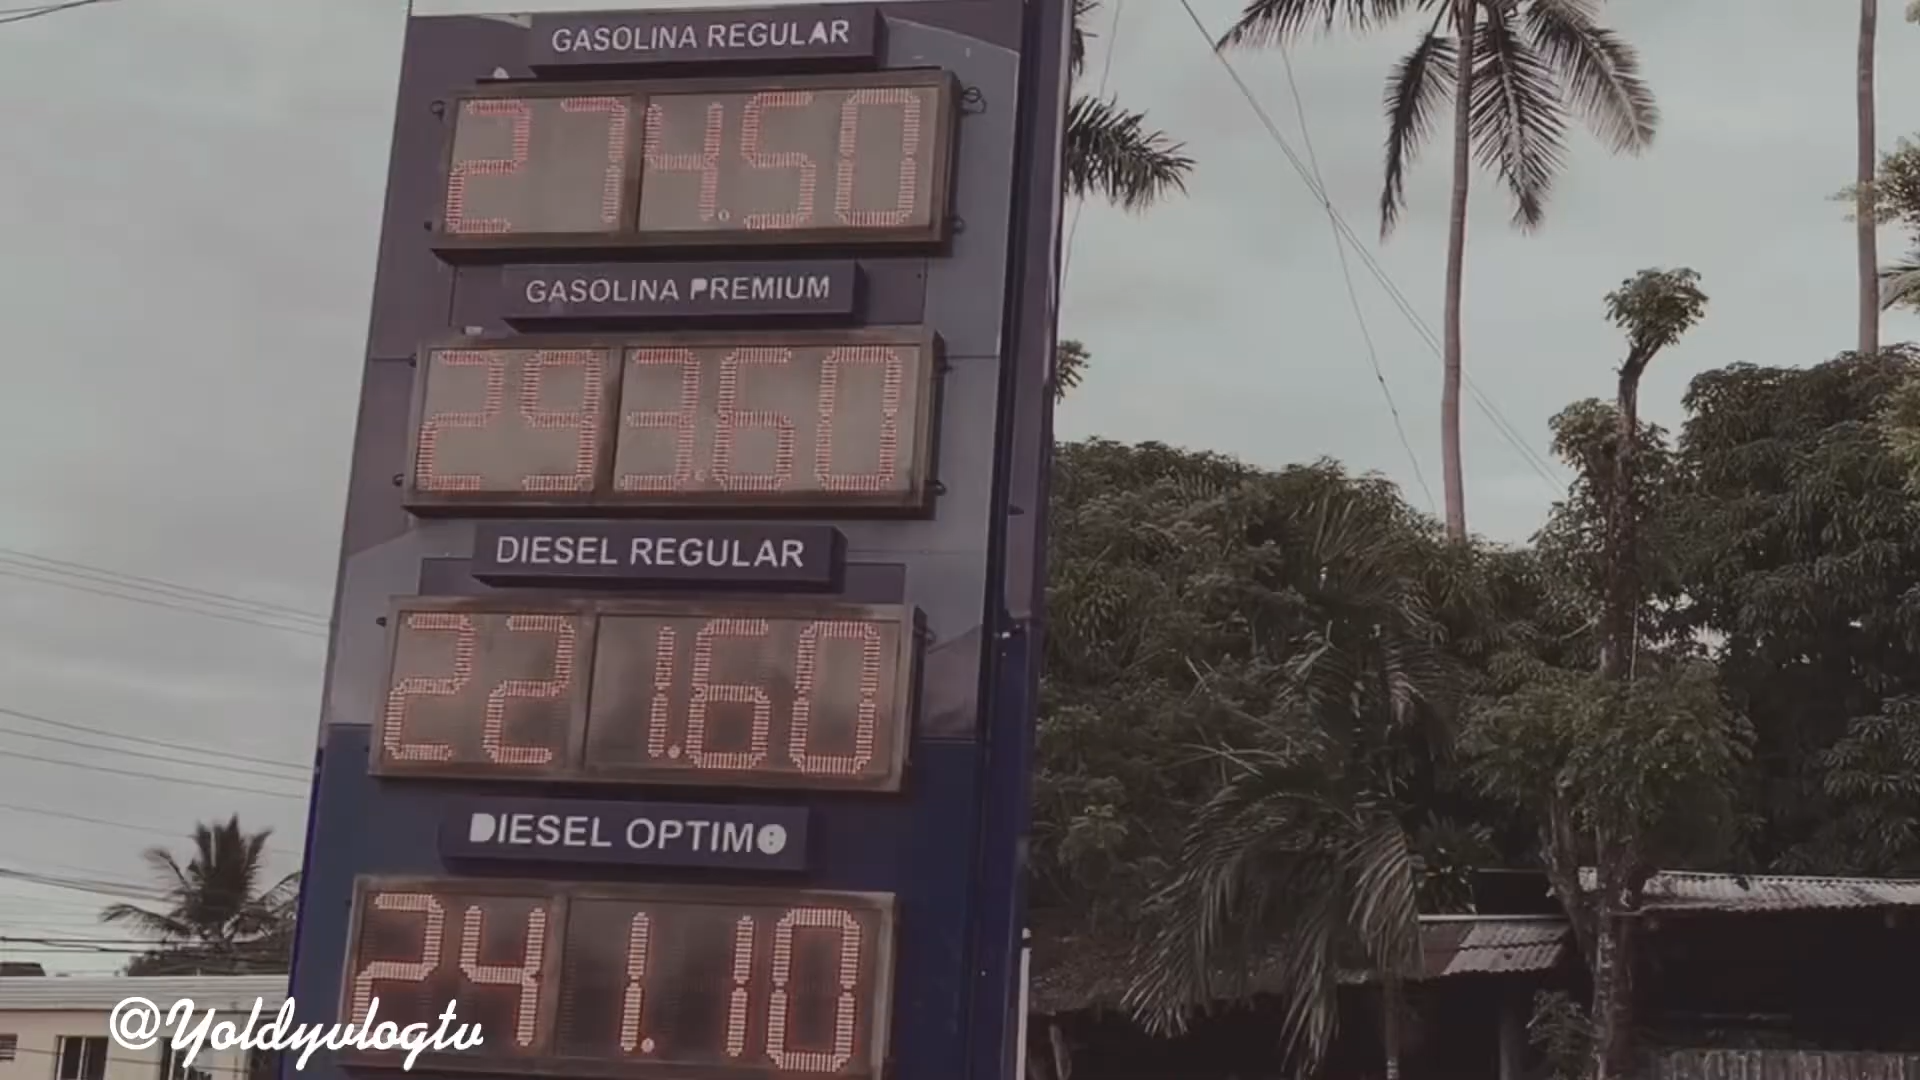 GASOLINA REGULAR
274.50
GASOLINA PREMIUM
293.60
DIESEL REGULAR
221.60
DIESEL OPTIMO
241.10
@Yoldyvlogtv